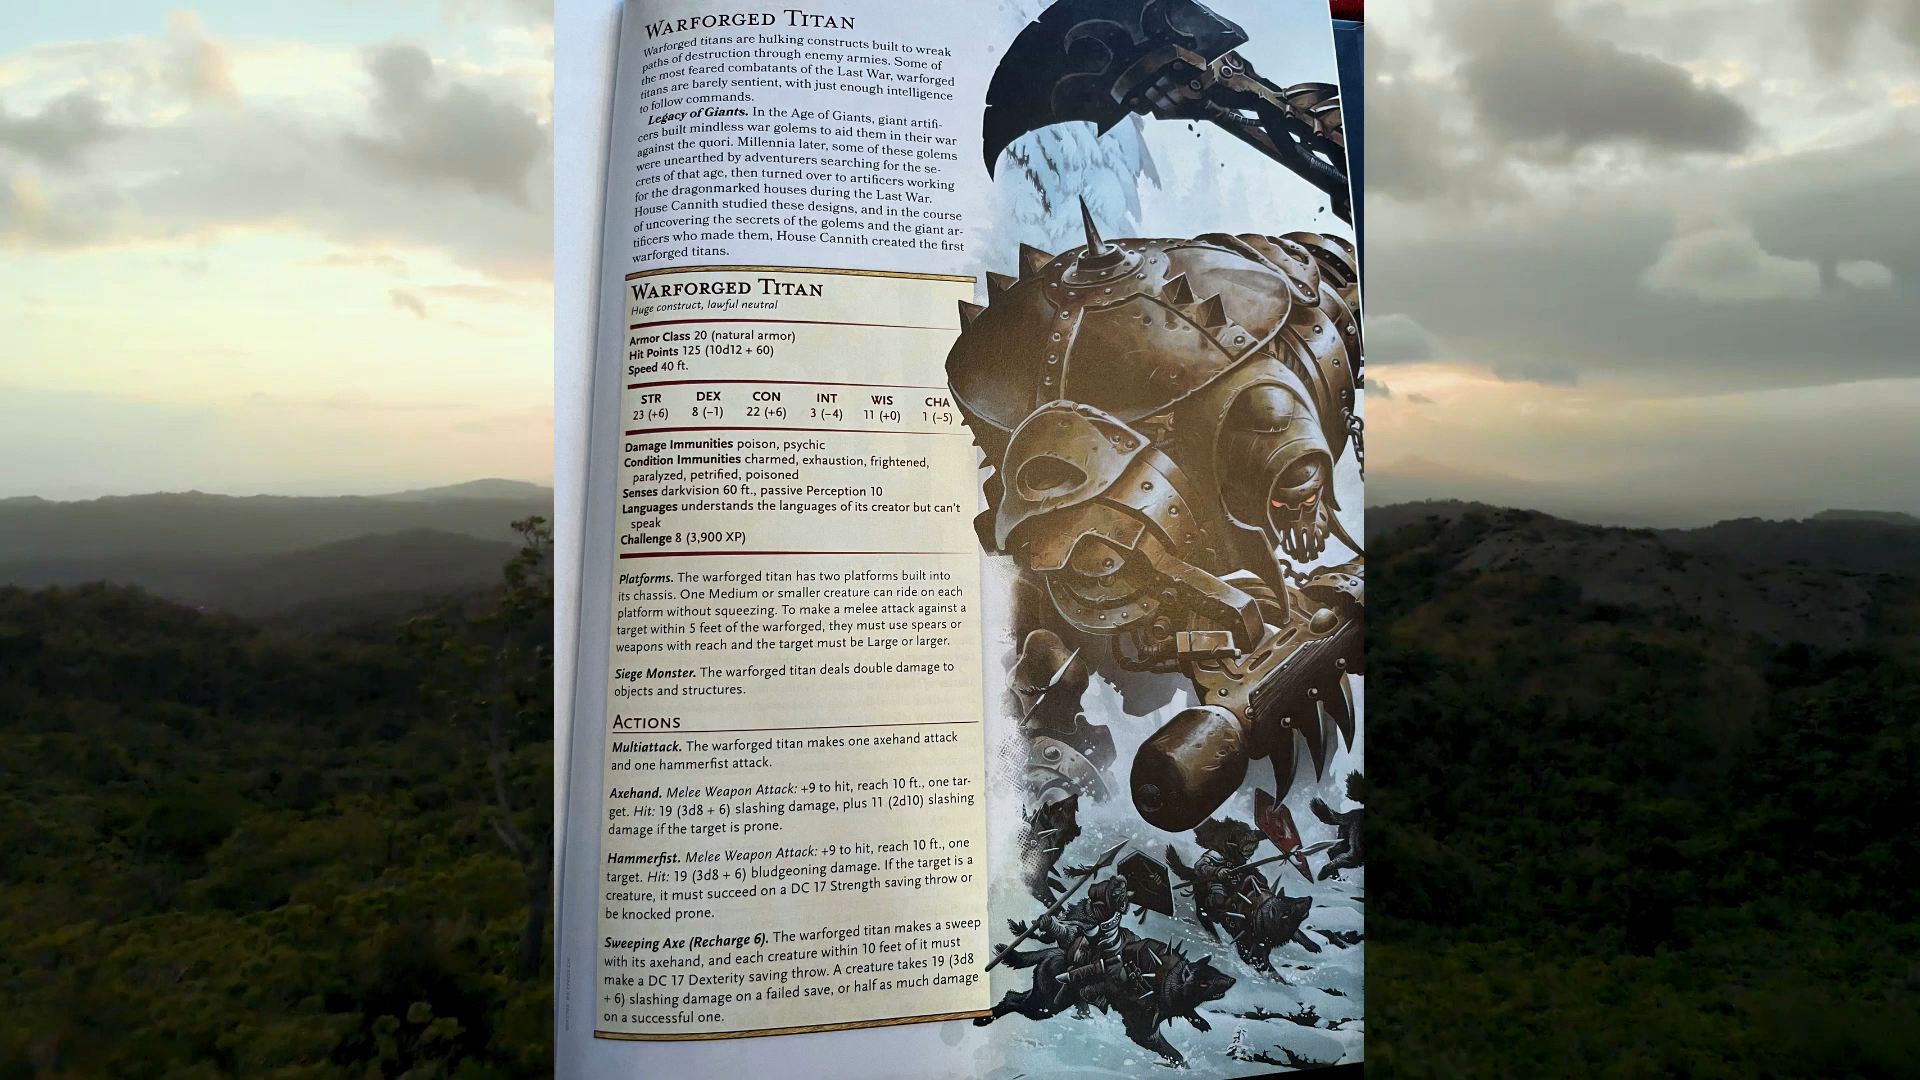 WARFORGED TITAN
Warforged titans are hulking constructs built to wreak
paths of destruction through enemy armies. Some of
the most feared combatants of the Last War, warforged
titans are barely sentient, with just enough intelligence
to follow commands.
Legacy of Giants. In the Age of Giants, giant artifi-
cers built mindless war golems to aid them in their war
against the quori. Millennia later, some of these golems
were unearthed by adventurers searching for the se-
crets of that age, then turned over to artificers working
for the dragonmarked houses during the Last War.
House Cannith studied these designs, and in the course
of uncovering the secrets of the golems and the giant ar-
tificers who made them, House Cannith created the first
warforged titans.
WARFORGED TITAN
Huge construct, lawful neutral
Armor Class 20 (natural armor)
Hit Points 125 (10d12 + 60)
Speed 40 ft.
STR DEX CON INT WIS CHA
23 (+6) 8 (−1) 22 (+6) 3 (−4) 11 (+0) 1 (−5)
Damage Immunities poison, psychic
Condition Immunities charmed, exhaustion, frightened,
paralyzed, petrified, poisoned
Senses darkvision 60 ft., passive Perception 10
Languages understands the languages of its creator but can't
speak
Challenge 8 (3,900 XP)
Platforms. The warforged titan has two platforms built into
its chassis. One Medium or smaller creature can ride on each
platform without squeezing. To make a melee attack against a
target within 5 feet of the warforged, they must use spears or
weapons with reach and the target must be Large or larger.
Siege Monster. The warforged titan deals double damage to
objects and structures.
ACTIONS
Multiattack. The warforged titan makes one axehand attack
and one hammerfist attack.
Axehand. Melee Weapon Attack: +9 to hit, reach 10 ft., one tar-
get. Hit: 19 (3d8 + 6) slashing damage, plus 11 (2d10) slashing
damage if the target is prone.
Hammerfist. Melee Weapon Attack: +9 to hit, reach 10 ft., one
target. Hit: 19 (3d8 + 6) bludgeoning damage. If the target is a
creature, it must succeed on a DC 17 Strength saving throw or
be knocked prone.
Sweeping Axe (Recharge 6). The warforged titan makes a sweep
with its axehand, and each creature within 10 feet of it must
make a DC 17 Dexterity saving throw. A creature takes 19 (3d8
+ 6) slashing damage on a failed save, or half as much damage
on a successful one.